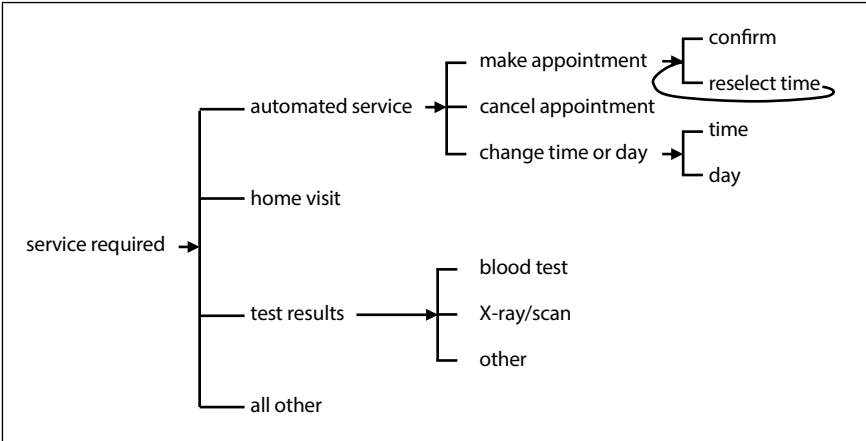 service required
automated service
make appointment
confirm
reselect time
cancel appointment
change time or day
time
day
home visit
test results
blood test
X-ray/scan
other
all other